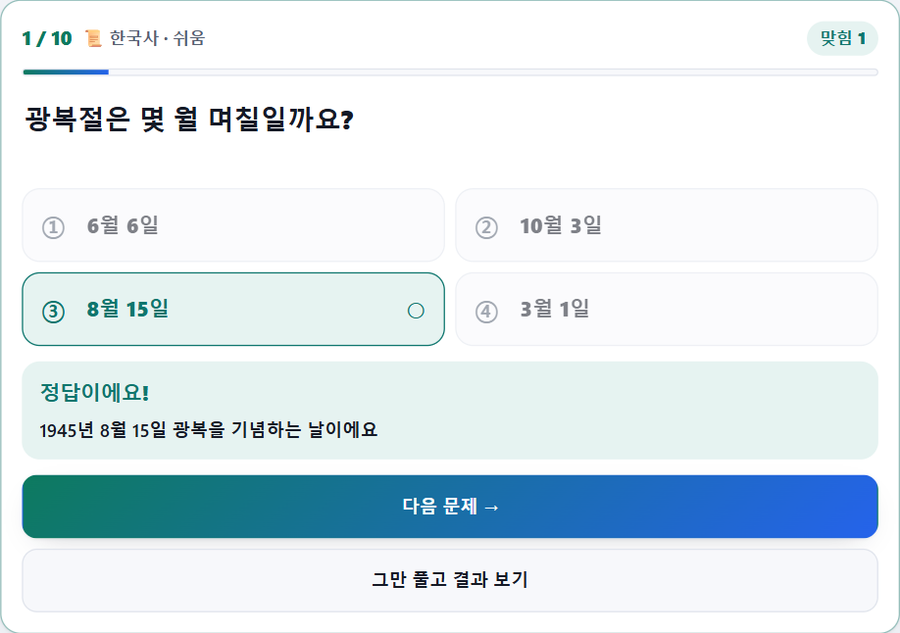 1 / 10 📜 한국사 · 쉬움
맞힘 1
광복절은 몇 월 며칠일까요?
① 6월 6일
② 10월 3일
③ 8월 15일 ○
④ 3월 1일
정답이에요!
1945년 8월 15일 광복을 기념하는 날이에요
다음 문제 →
그만 풀고 결과 보기